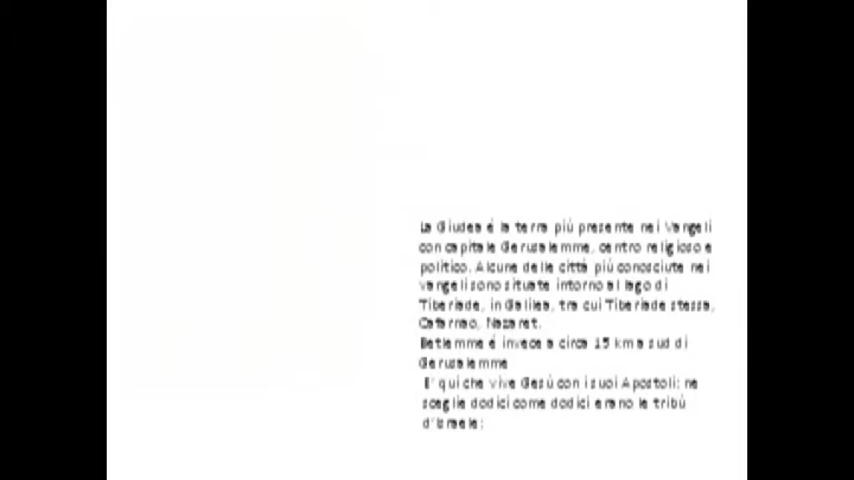 La Giudea é la terra più presente nei Vangeli
con capitale Gerusalemme, centro religioso e
politico. Alcune delle città più conosciute nei
vangeli sono situate intorno al lago di
Tiberiade, in Galilea, tra cui Tiberiade stessa,
Cafarnao, Nazaret.
Betlemme é invece a circa 15 km a sud di
Gerusalemme
E' qui che vive Gesù con i suoi Apostoli: ne
sceglie dodici come dodici erano le tribù
d'Israele: